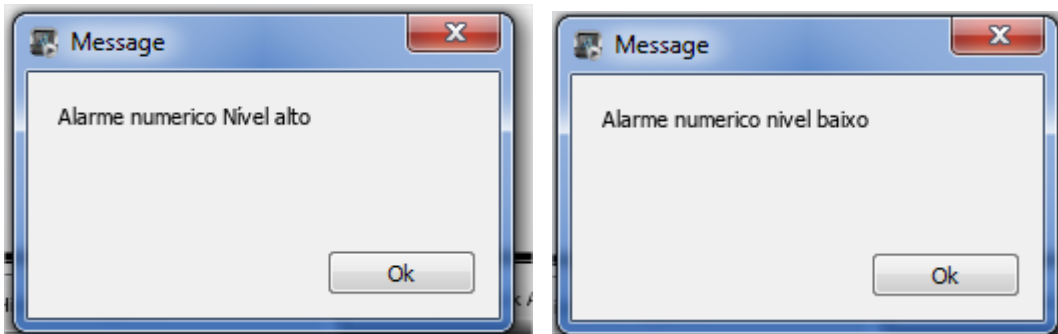 Message
Alarme numerico Nível alto
Ok
Message
Alarme numerico nivel baixo
Ok